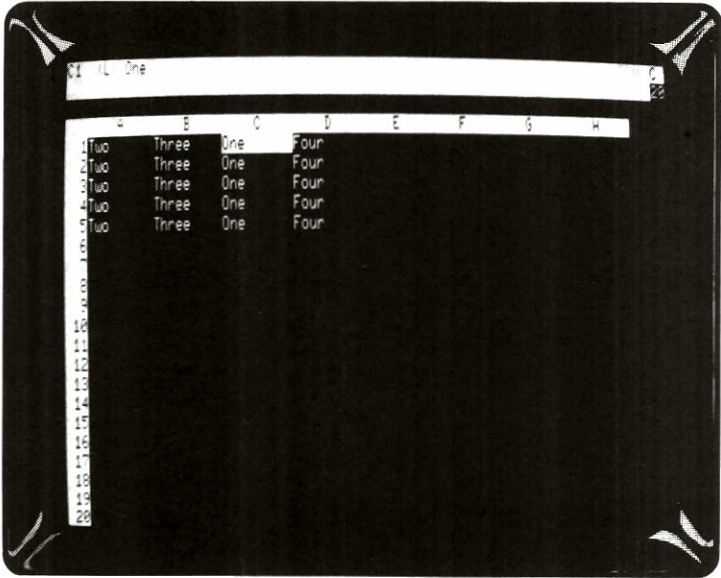 C1 (L) One
C
22
A B C D E F G H
1 Two Three One Four
2 Two Three One Four
3 Two Three One Four
4 Two Three One Four
5 Two Three One Four
6
7
8
9
10
11
12
13
14
15
16
17
18
19
20